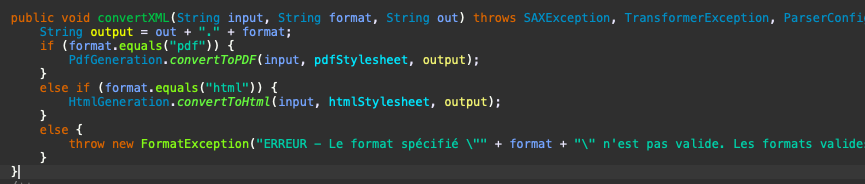 public void convertXML(String input, String format, String out) throws SAXException, TransformerException, ParserConfi
String output = out + "." + format;
if (format.equals("pdf")) {
PdfGeneration.convertToPDF(input, pdfStylesheet, output);
}
else if (format.equals("html")) {
HtmlGeneration.convertToHtml(input, htmlStylesheet, output);
}
else {
throw new FormatException("ERREUR - Le format spécifié \"" + format + "\" n'est pas valide. Les formats valide
}
}